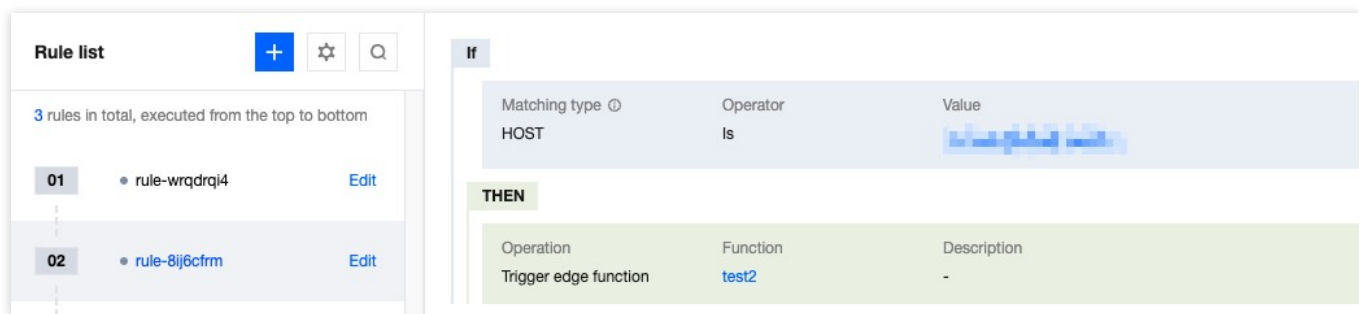 Rule list
3 rules in total, executed from the top to bottom
01 rule-wrqdrqi4 Edit
02 rule-8ij6cfrm Edit
If
Matching type Operator Value
HOST Is
THEN
Operation Function Description
Trigger edge function test2 -